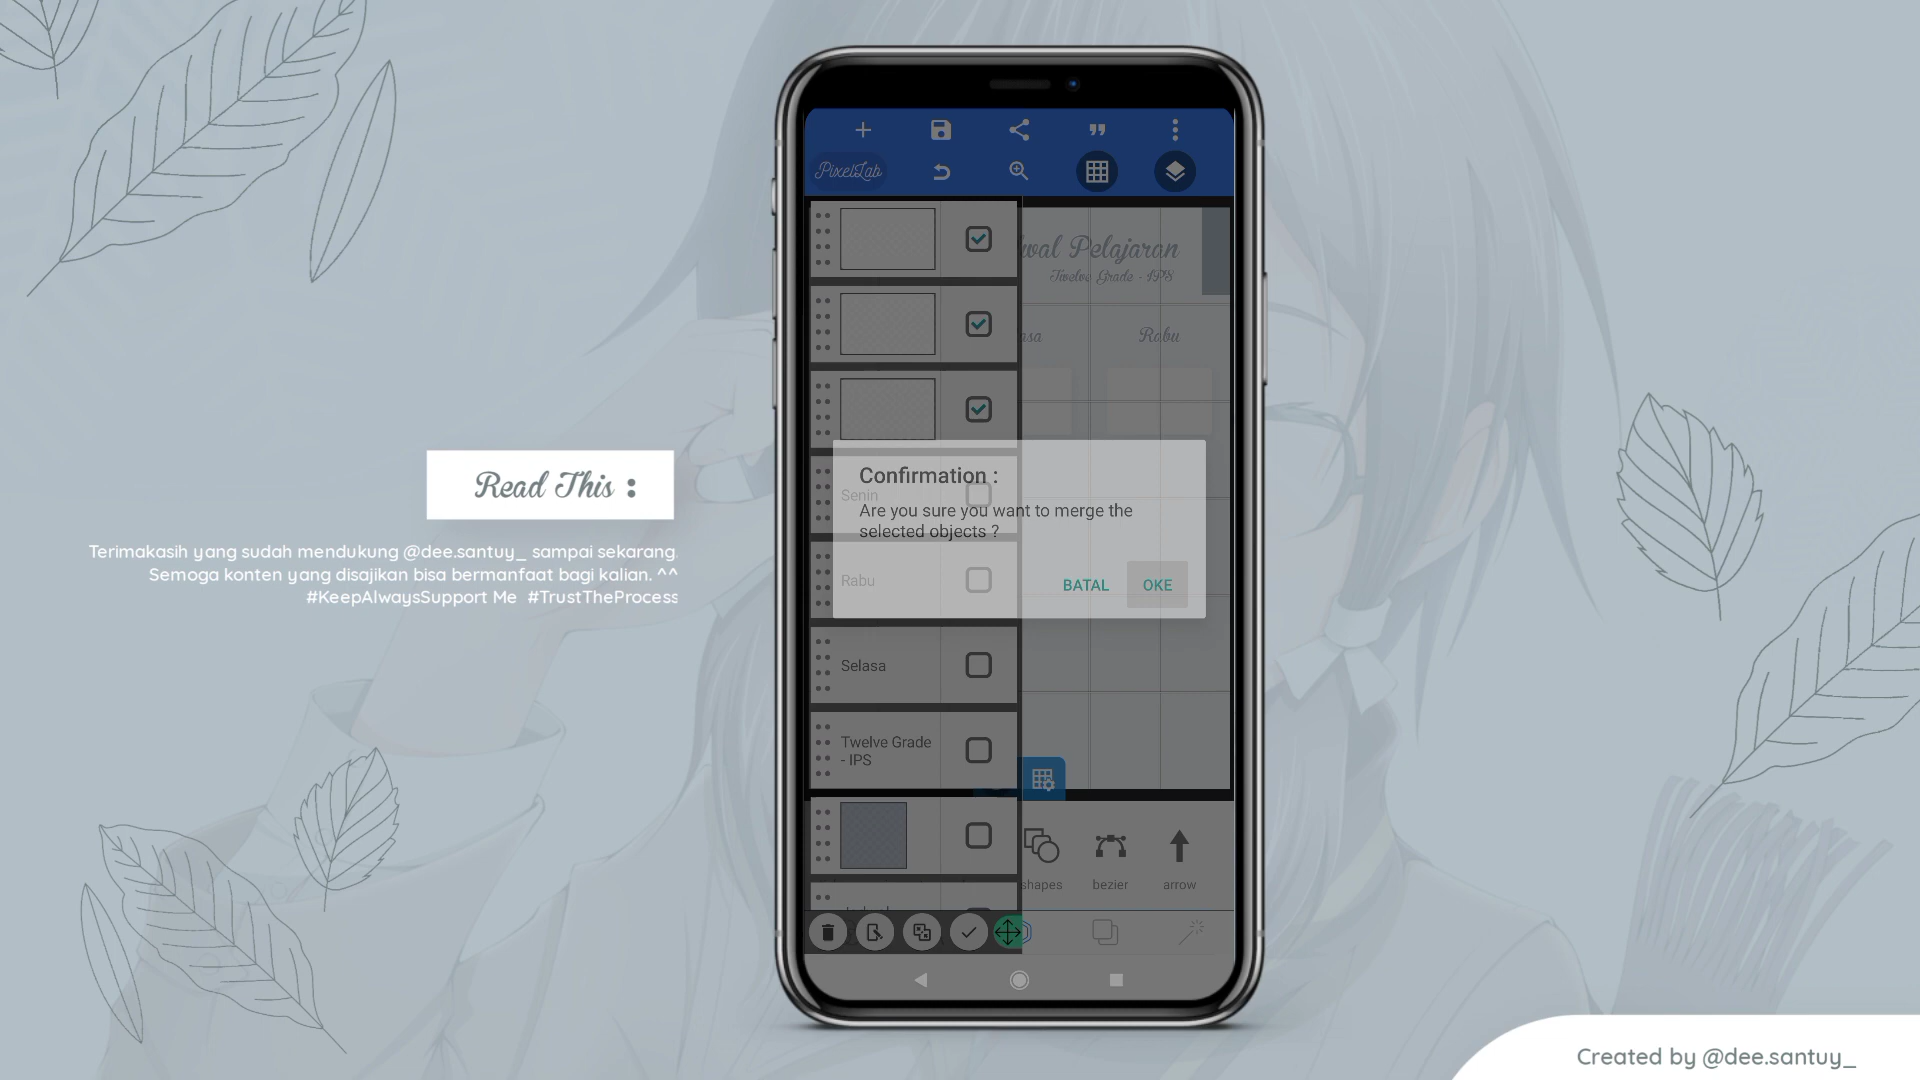 PixelLab
wal Pelajaran
Twelve Grade - IPS
asa
Rabu
Read This :
Terimakasih yang sudah mendukung @dee.santuy_ sampai sekarang.
Semoga konten yang disajikan bisa bermanfaat bagi kalian. ^^
#KeepAlwaysSupport Me #TrustTheProcess
Confirmation :
Senin
Are you sure you want to merge the
selected objects ?
Rabu
BATAL
OKE
Selasa
Twelve Grade
- IPS
shapes
bezier
arrow
Created by @dee.santuy_